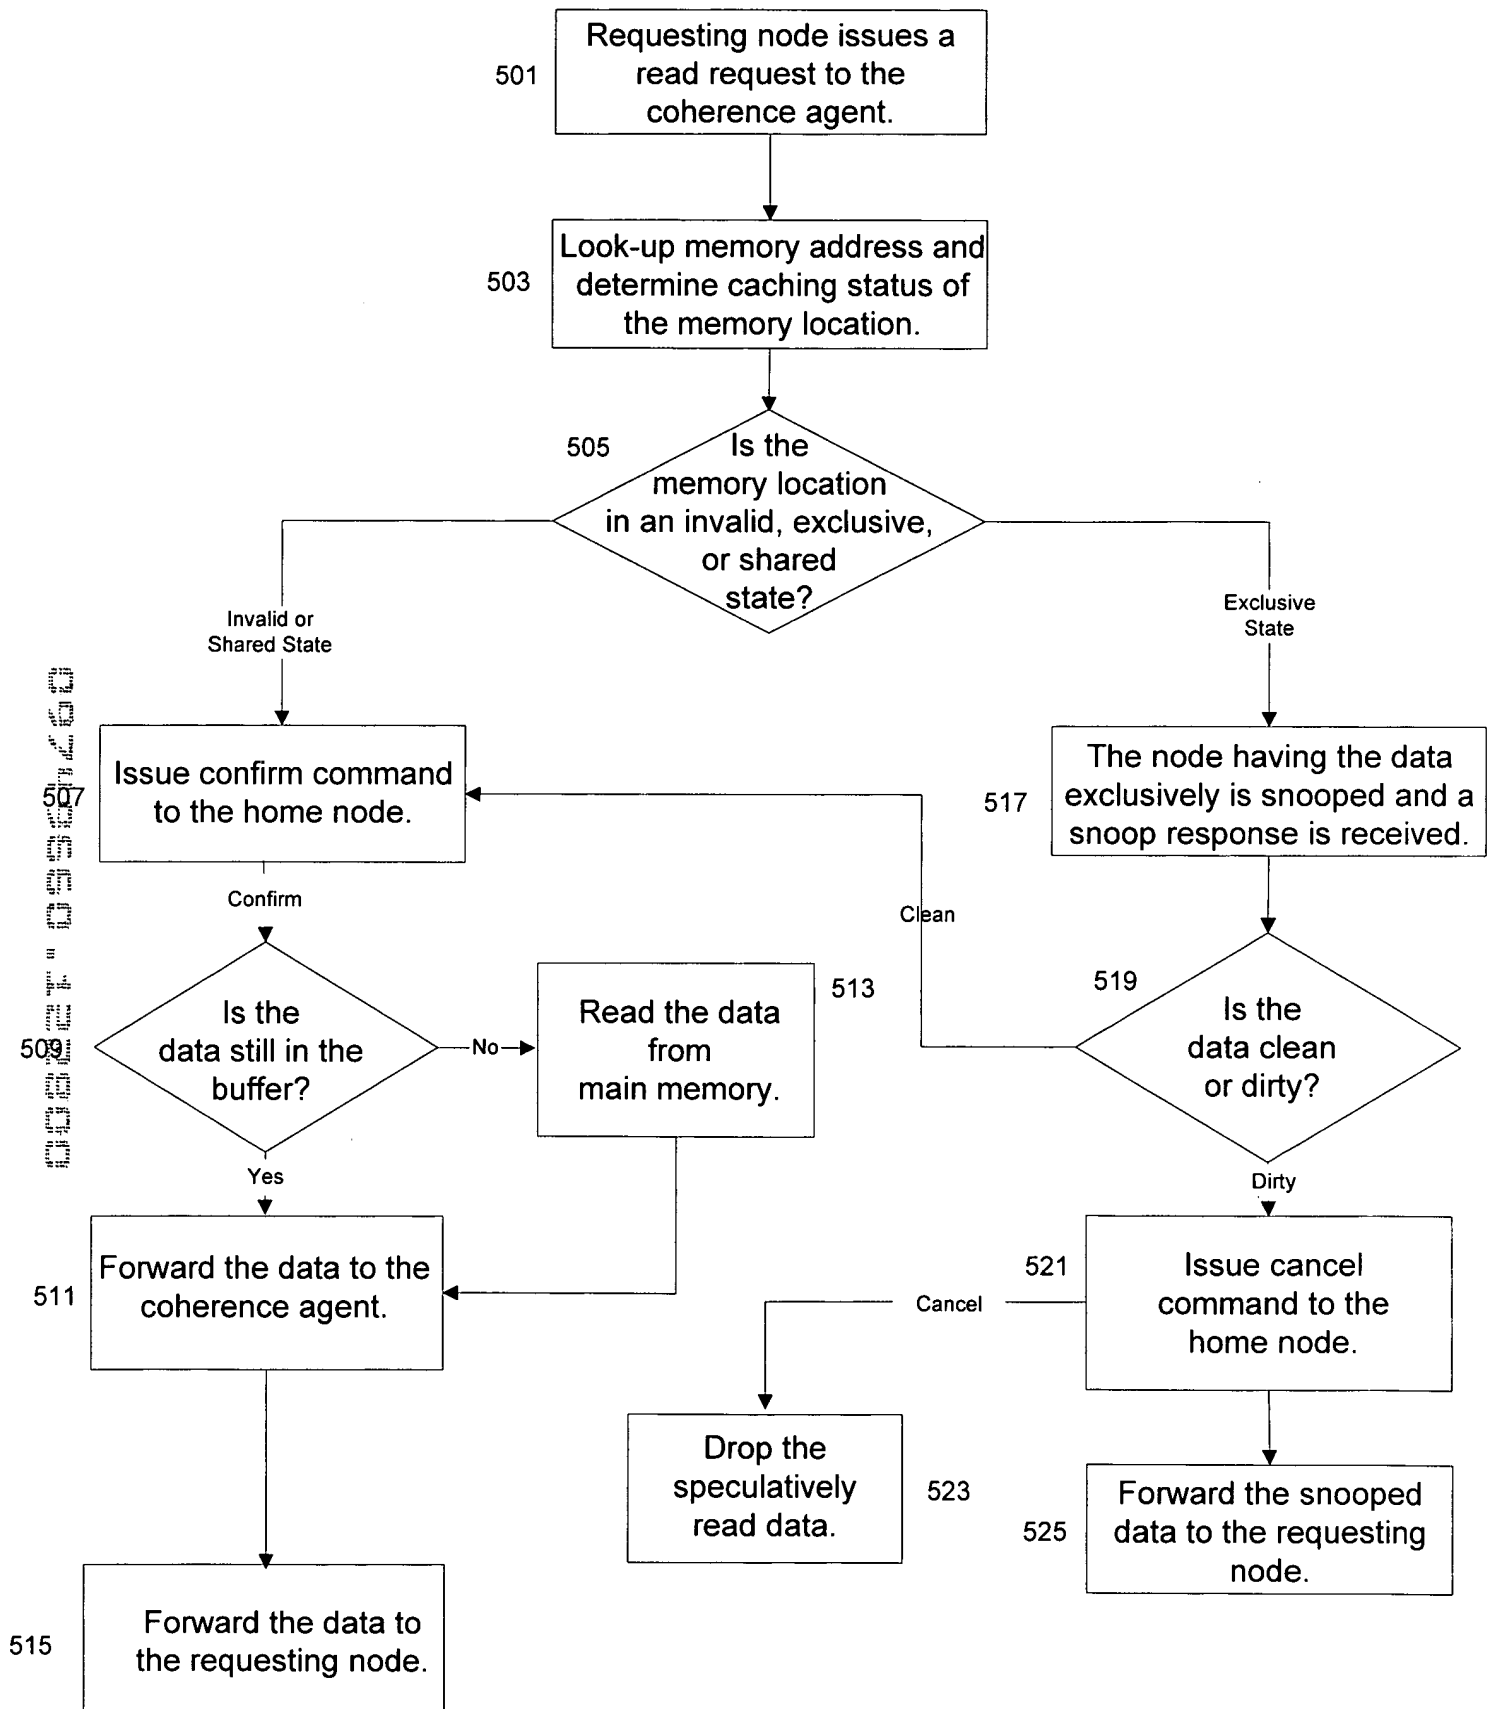 Requesting node issues a
read request to the
coherence agent.
501
Look-up memory address and
determine caching status of
the memory location.
503
505
Is the
memory location
in an invalid, exclusive,
or shared
state?
Invalid or
Shared State
Exclusive
State
Issue confirm command
to the home node.
507
The node having the data
exclusively is snooped and a
snoop response is received.
517
Confirm
Clean
Is the
data still in the
buffer?
509
No
Read the data
from
main memory.
513
519
Is the
data clean
or dirty?
Yes
Dirty
Forward the data to the
coherence agent.
511
521
Issue cancel
command to the
home node.
Cancel
Drop the
speculatively
read data.
523
525
Forward the snooped
data to the requesting
node.
515
Forward the data to
the requesting node.